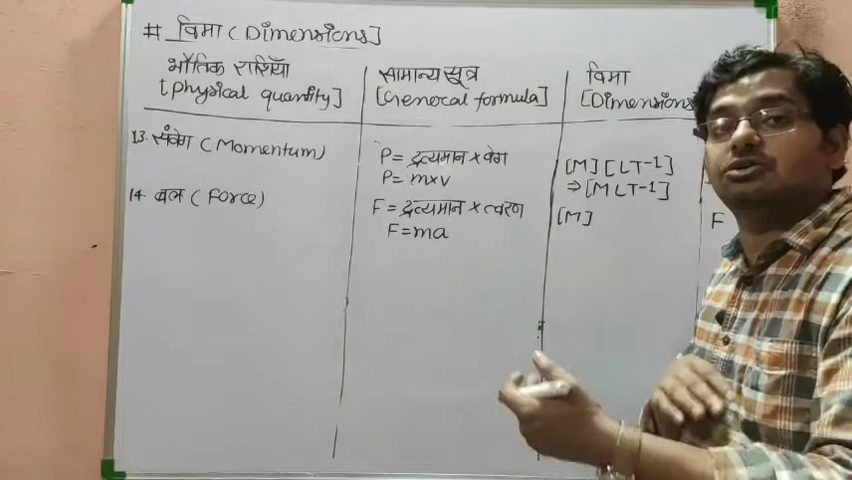 # विमा (Dimensions]
भौतिक राशियाँ सामान्य सूत्र विमा
[physical quantity] [General formula] [Dimensions
13. संवेग (Momentum) P = द्रव्यमान × वेग [M] [LT-1]
P = m×v ⇒ [MLT-1]
14 बल (Force) F = द्रव्यमान × त्वरण [M] F
F = ma